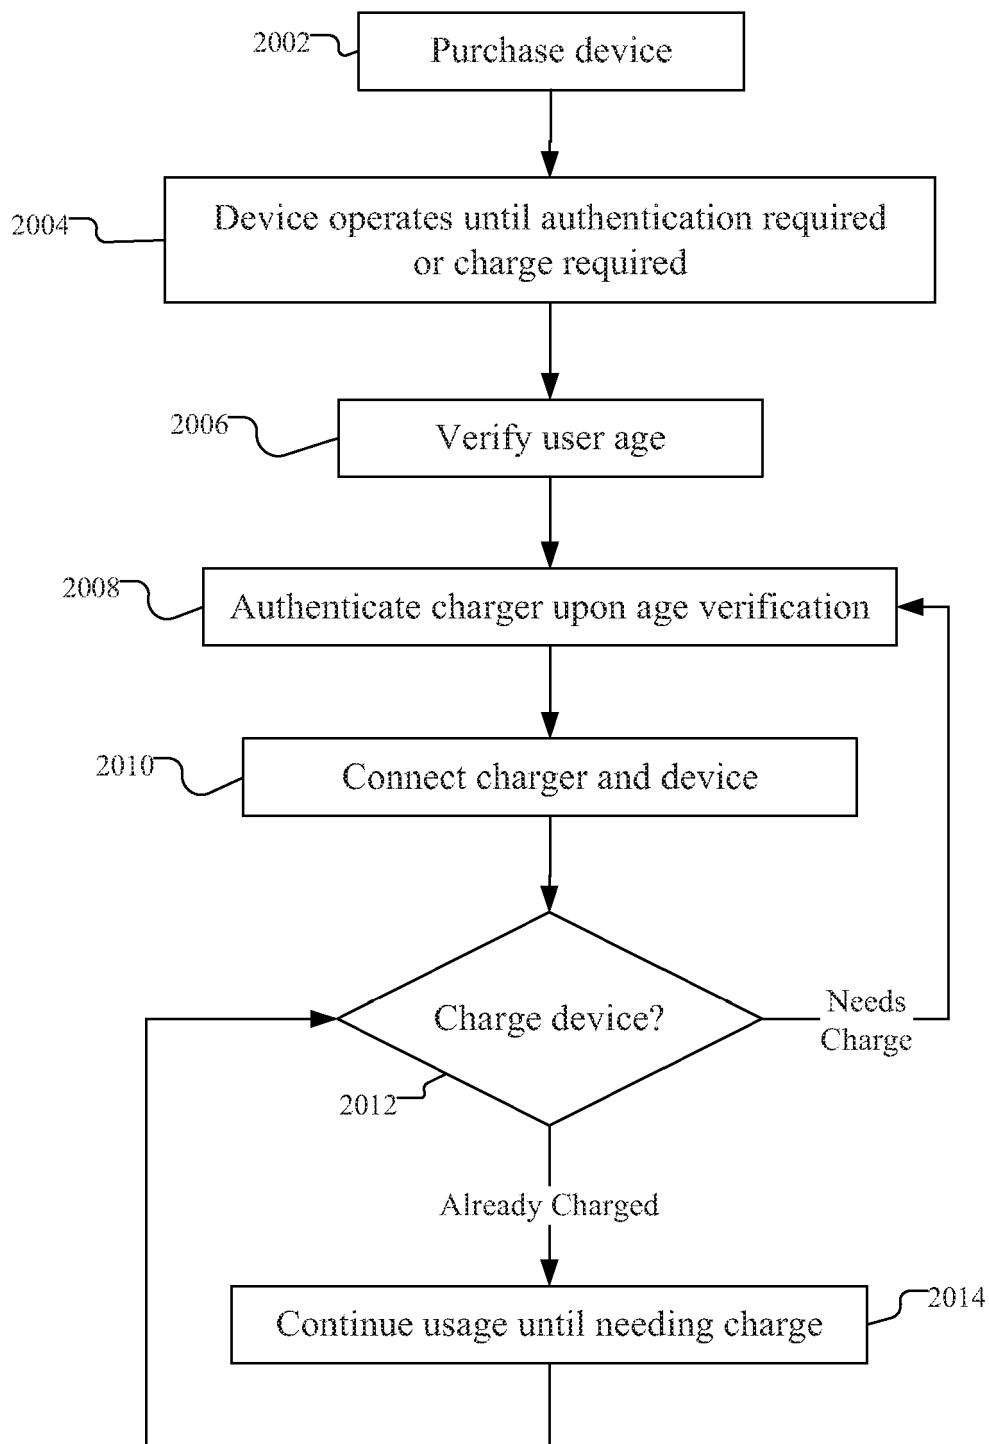 2002
Purchase device
2004
Device operates until authentication required
or charge required
2006
Verify user age
2008
Authenticate charger upon age verification
2010
Connect charger and device
Charge device?
Needs
Charge
2012
Already Charged
2014
Continue usage until needing charge